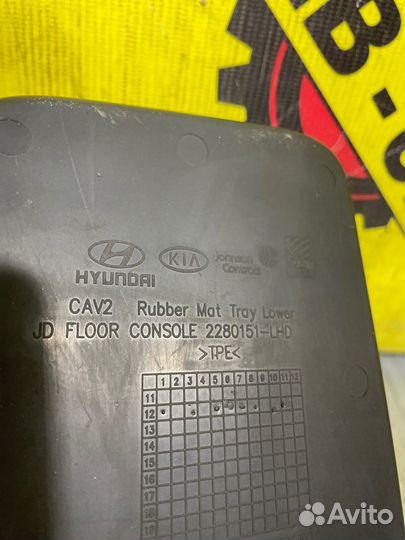 HYUNDAI KIA Johnson Controls
CAV2 Rubber Mat Tray Lower
JD FLOOR CONSOLE 2280151-LHD
>TPE<
1 2 3 4 5 6 7 8 9 10 11 12
11
12
13
14
15
16
17
18
19
Avito